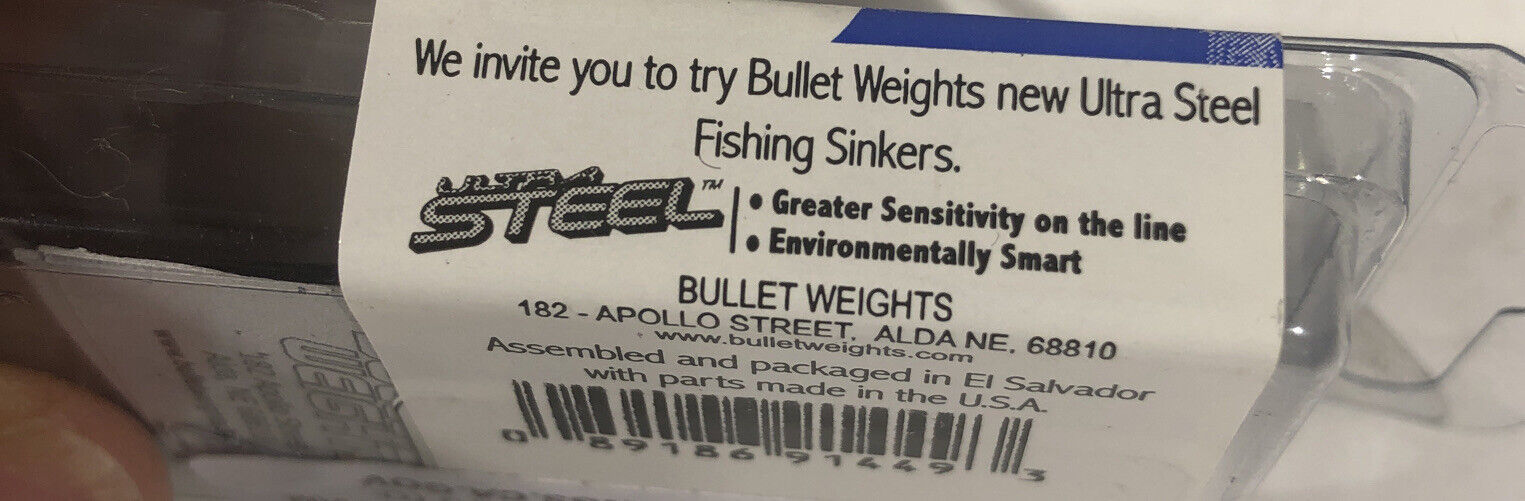 We invite you to try Bullet Weights new Ultra Steel
Fishing Sinkers.
ULTRA
STEEL™
• Greater Sensitivity on the line
• Environmentally Smart
BULLET WEIGHTS
182 - APOLLO STREET, ALDA NE. 68810
www.bulletweights.com
Assembled and packaged in El Salvador
with parts made in the U.S.A.
0 89186 91449 3